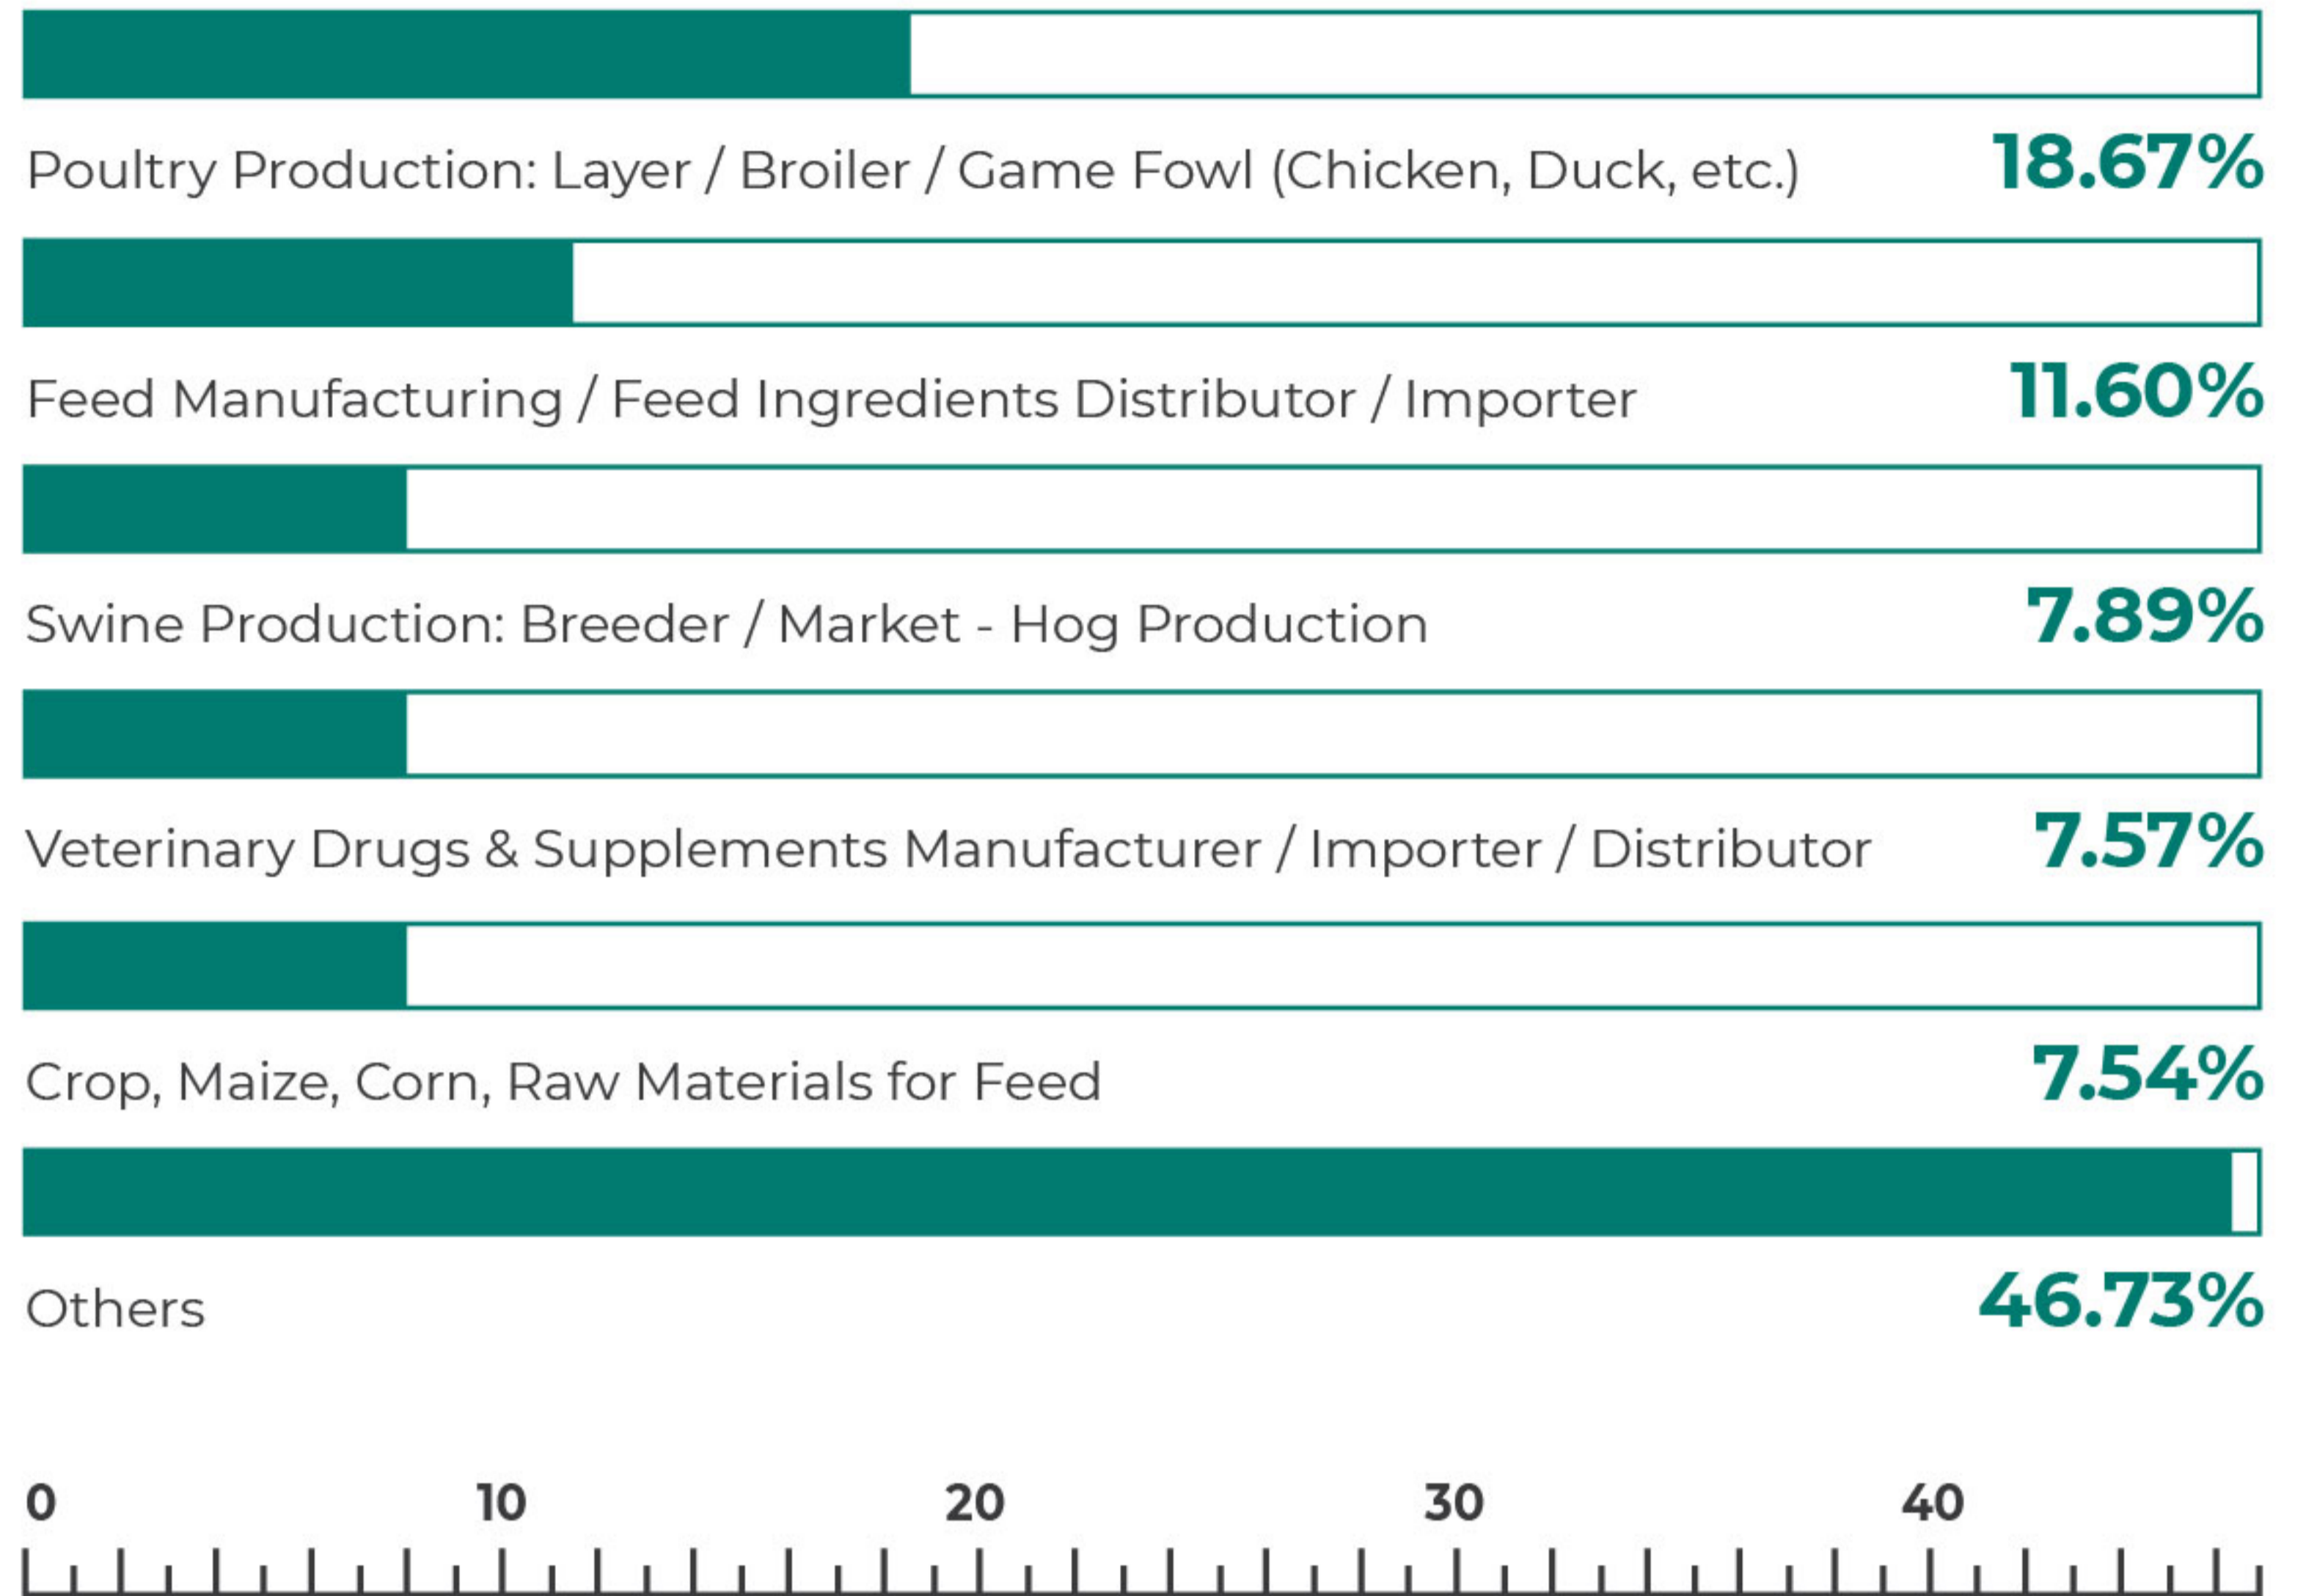 Poultry Production: Layer / Broiler / Game Fowl (Chicken, Duck, etc.) 18.67%
Feed Manufacturing / Feed Ingredients Distributor / Importer 11.60%
Swine Production: Breeder / Market - Hog Production 7.89%
Veterinary Drugs & Supplements Manufacturer / Importer / Distributor 7.57%
Crop, Maize, Corn, Raw Materials for Feed 7.54%
Others 46.73%
0 10 20 30 40